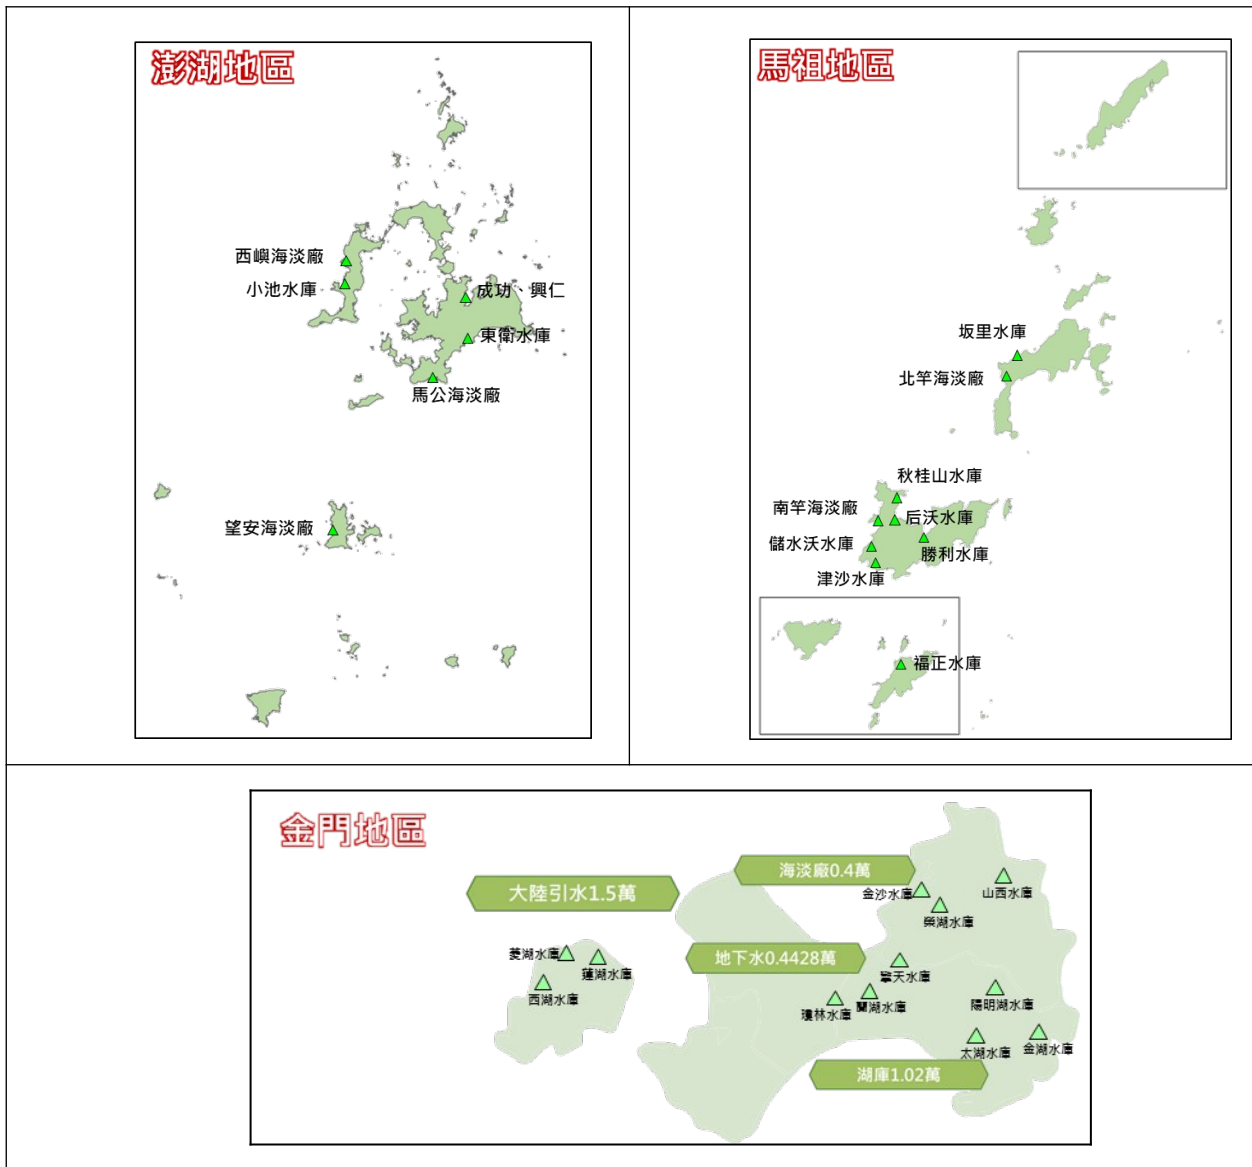 澎湖地區
西嶼海淡廠
小池水庫
成功、興仁
東衛水庫
馬公海淡廠
望安海淡廠
馬祖地區
坂里水庫
北竿海淡廠
秋桂山水庫
南竿海淡廠
后沃水庫
儲水沃水庫
勝利水庫
津沙水庫
福正水庫
金門地區
海淡廠0.4萬
大陸引水1.5萬
金沙水庫
山西水庫
榮湖水庫
菱湖水庫
蓮湖水庫
西湖水庫
地下水0.4428萬
擎天水庫
蘭湖水庫
瓊林水庫
陽明湖水庫
太湖水庫
金湖水庫
湖庫1.02萬